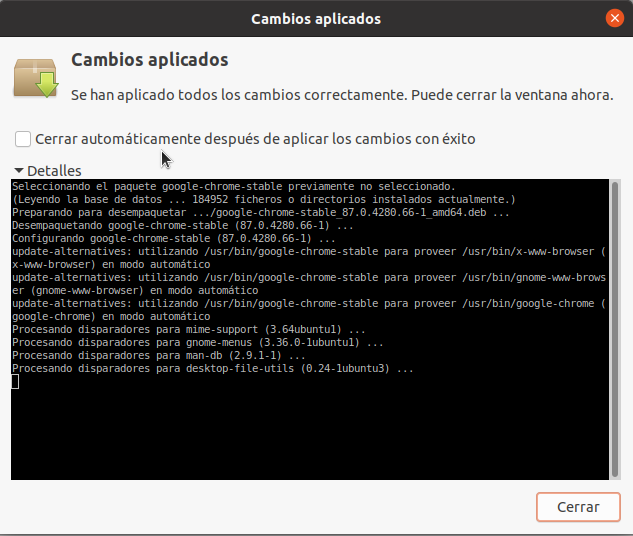 Cambios aplicados
Cambios aplicados
Se han aplicado todos los cambios correctamente. Puede cerrar la ventana ahora.
Cerrar automáticamente después de aplicar los cambios con éxito
Detalles
Seleccionando el paquete google-chrome-stable previamente no seleccionado.
(Leyendo la base de datos ... 184952 ficheros o directorios instalados actualmente.)
Preparando para desempaquetar .../google-chrome-stable_87.0.4280.66-1_amd64.deb ...
Desempaquetando google-chrome-stable (87.0.4280.66-1) ...
Configurando google-chrome-stable (87.0.4280.66-1) ...
update-alternatives: utilizando /usr/bin/google-chrome-stable para proveer /usr/bin/x-www-browser (
x-www-browser) en modo automático
update-alternatives: utilizando /usr/bin/google-chrome-stable para proveer /usr/bin/gnome-www-brows
er (gnome-www-browser) en modo automático
update-alternatives: utilizando /usr/bin/google-chrome-stable para proveer /usr/bin/google-chrome (
google-chrome) en modo automático
Procesando disparadores para mime-support (3.64ubuntu1) ...
Procesando disparadores para gnome-menus (3.36.0-1ubuntu1) ...
Procesando disparadores para man-db (2.9.1-1) ...
Procesando disparadores para desktop-file-utils (0.24-1ubuntu3) ...
Cerrar